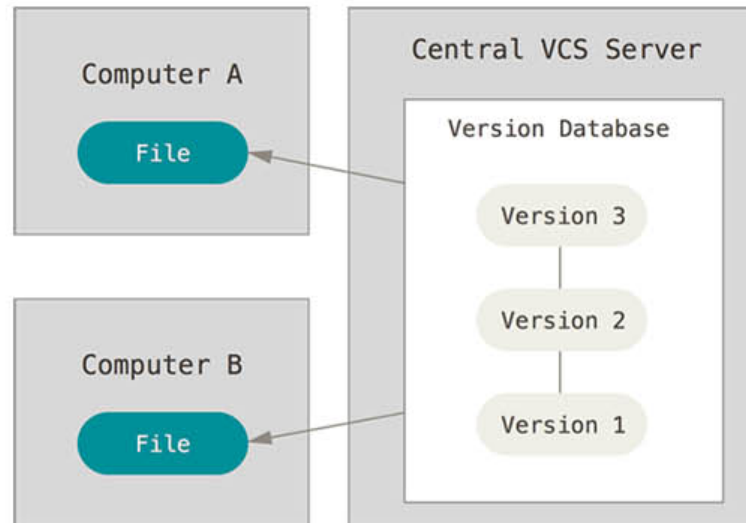 Computer A
File
Computer B
File
Central VCS Server
Version Database
Version 3
Version 2
Version 1